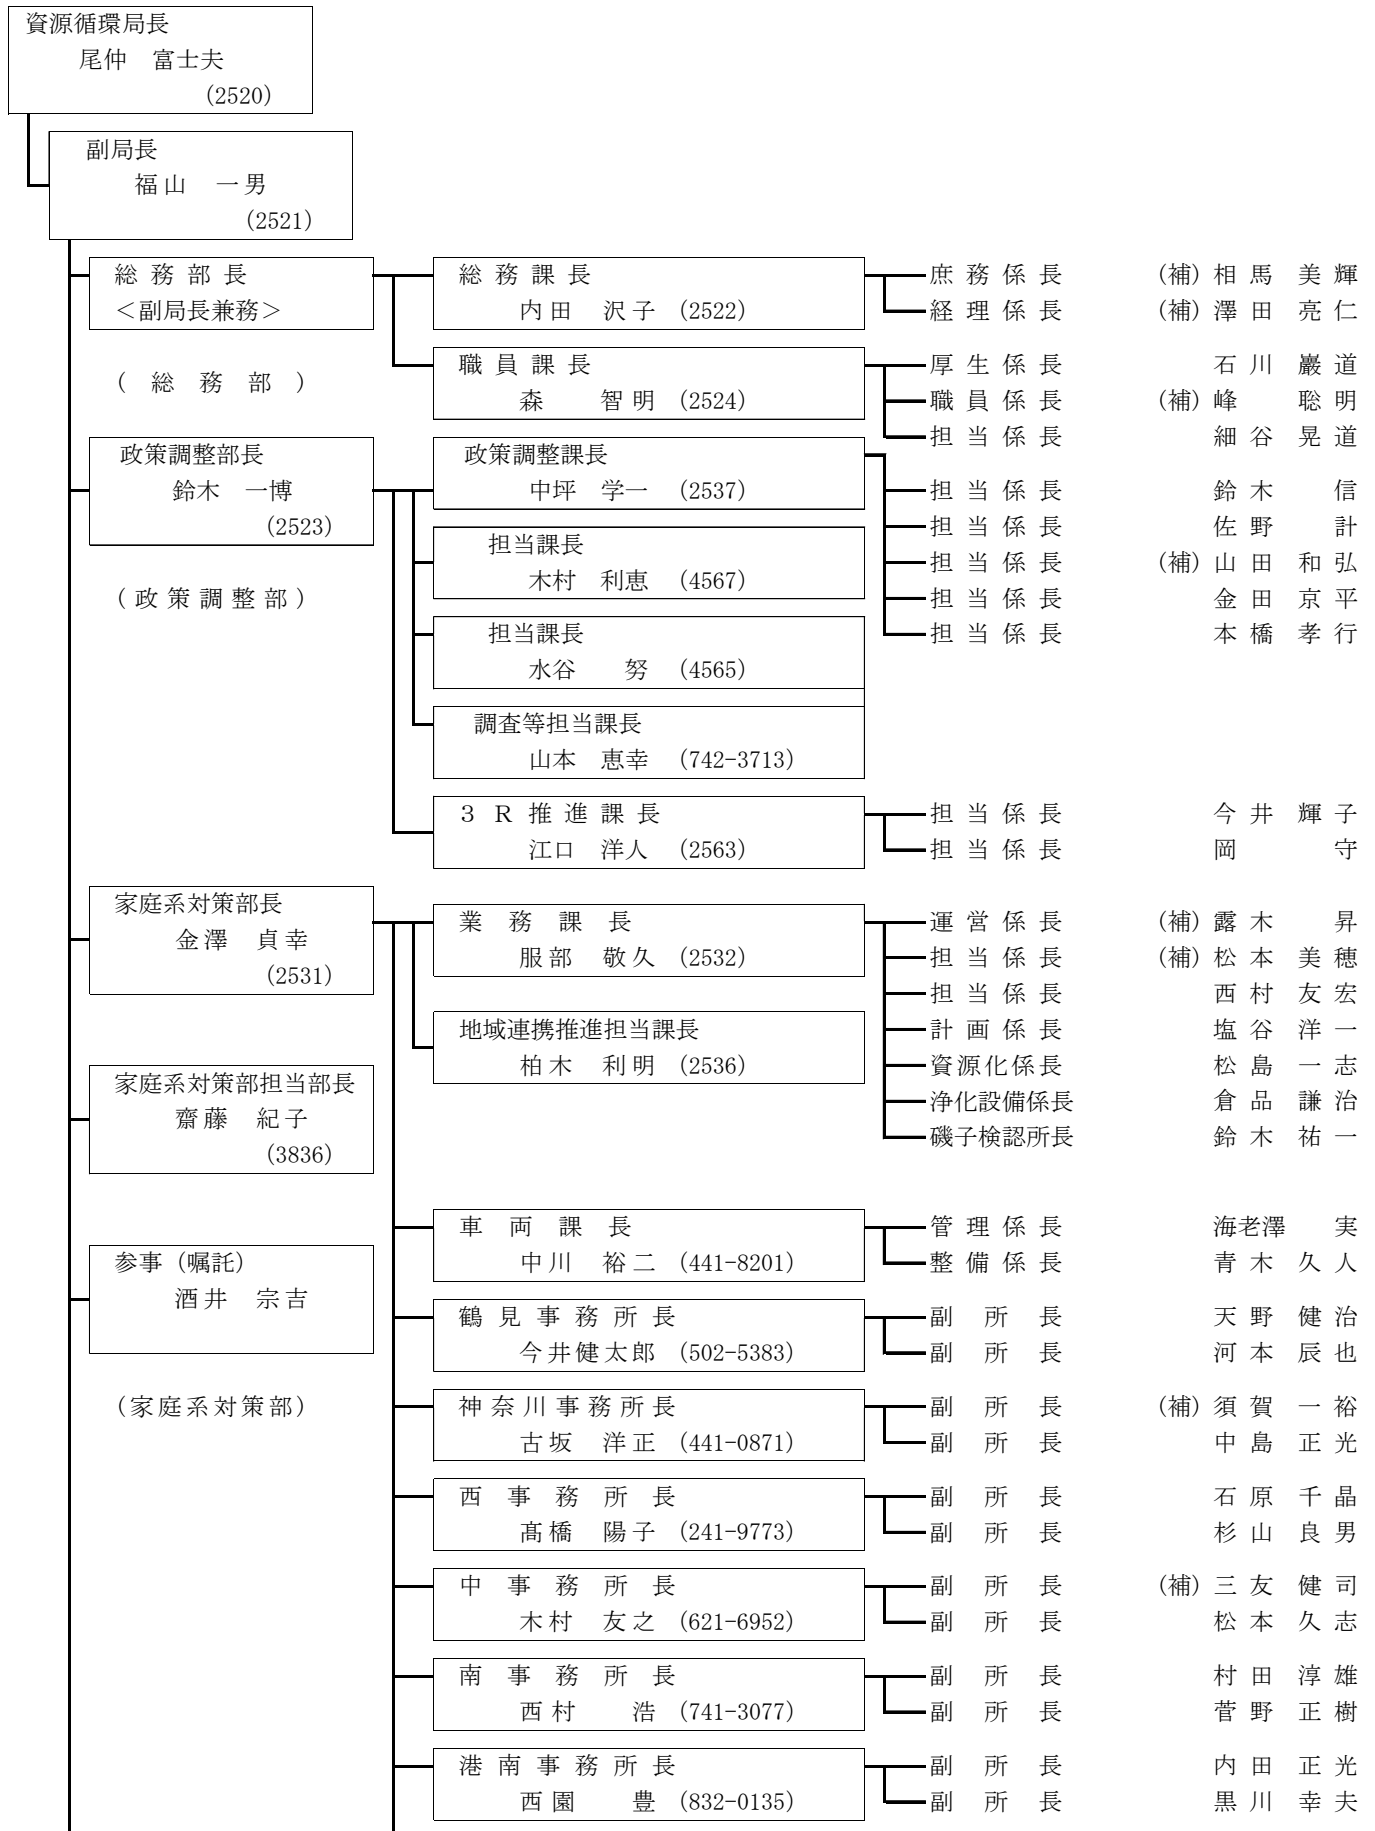 資源循環局長
尾仲 富士夫
(2520)
副局長
福山 一男
(2521)
総務部長
＜副局長兼務＞
(総務部)
総務課長
内田 沢子 (2522)
庶務係長 (補) 相馬 美輝
経理係長 (補) 澤田 亮仁
職員課長
森 智明 (2524)
厚生係長 石川 巖道
職員係長 (補) 峰 聡明
担当係長 細谷 晃道
政策調整部長
鈴木 一博
(2523)
(政策調整部)
政策調整課長
中坪 学一 (2537)
担当係長 鈴木 信
担当係長 佐野 計
担当係長 (補) 山田 和弘
担当係長 金田 京平
担当係長 本橋 孝行
担当課長
木村 利恵 (4567)
担当課長
水谷 努 (4565)
調査等担当課長
山本 恵幸 (742-3713)
３Ｒ推進課長
江口 洋人 (2563)
担当係長 今井 輝子
担当係長 岡 守
家庭系対策部長
金澤 貞幸
(2531)
家庭系対策部担当部長
齋藤 紀子
(3836)
参事（嘱託）
酒井 宗吉
(家庭系対策部)
業務課長
服部 敬久 (2532)
運営係長 (補) 露木 昇
担当係長 (補) 松本 美穂
担当係長 西村 友宏
計画係長 塩谷 洋一
資源化係長 松島 一志
浄化設備係長 倉品 謙治
磯子検認所長 鈴木 祐一
地域連携推進担当課長
柏木 利明 (2536)
車両課長
中川 裕二 (441-8201)
管理係長 海老澤 実
整備係長 青木 久人
鶴見事務所長
今井健太郎 (502-5383)
副所長 天野 健治
副所長 河本 辰也
神奈川事務所長
古坂 洋正 (441-0871)
副所長 (補) 須賀 一裕
副所長 中島 正光
西事務所長
髙橋 陽子 (241-9773)
副所長 石原 千晶
副所長 杉山 良男
中事務所長
木村 友之 (621-6952)
副所長 (補) 三友 健司
副所長 松本 久志
南事務所長
西村 浩 (741-3077)
副所長 村田 淳雄
副所長 菅野 正樹
港南事務所長
西園 豊 (832-0135)
副所長 内田 正光
副所長 黒川 幸夫